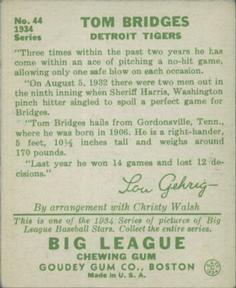 No. 44
1934
Series
TOM BRIDGES
DETROIT TIGERS
"Three times within the past two years he has
come within an ace of pitching a no-hit game,
allowing only one safe blow on each occasion.
"On August 5, 1932 there were two men out
in the ninth inning when Sheriff Harris, Washington
pinch hitter singled to spoil a perfect game for
Bridges.
"Tom Bridges hails from Gordonsville, Tenn.,
where he was born in 1906. He is a right-hander,
5 feet, 10½ inches tall and weighs around
170 pounds.
"Last year he won 14 games and lost 12 de-
cisions."
Lou Gehrig
By arrangement with Christy Walsh
This is one of the 1934 Series of pictures of Big
League Baseball Stars. Collect the entire series.
BIG LEAGUE
CHEWING GUM
GOUDEY GUM CO., BOSTON
Made in U. S. A.